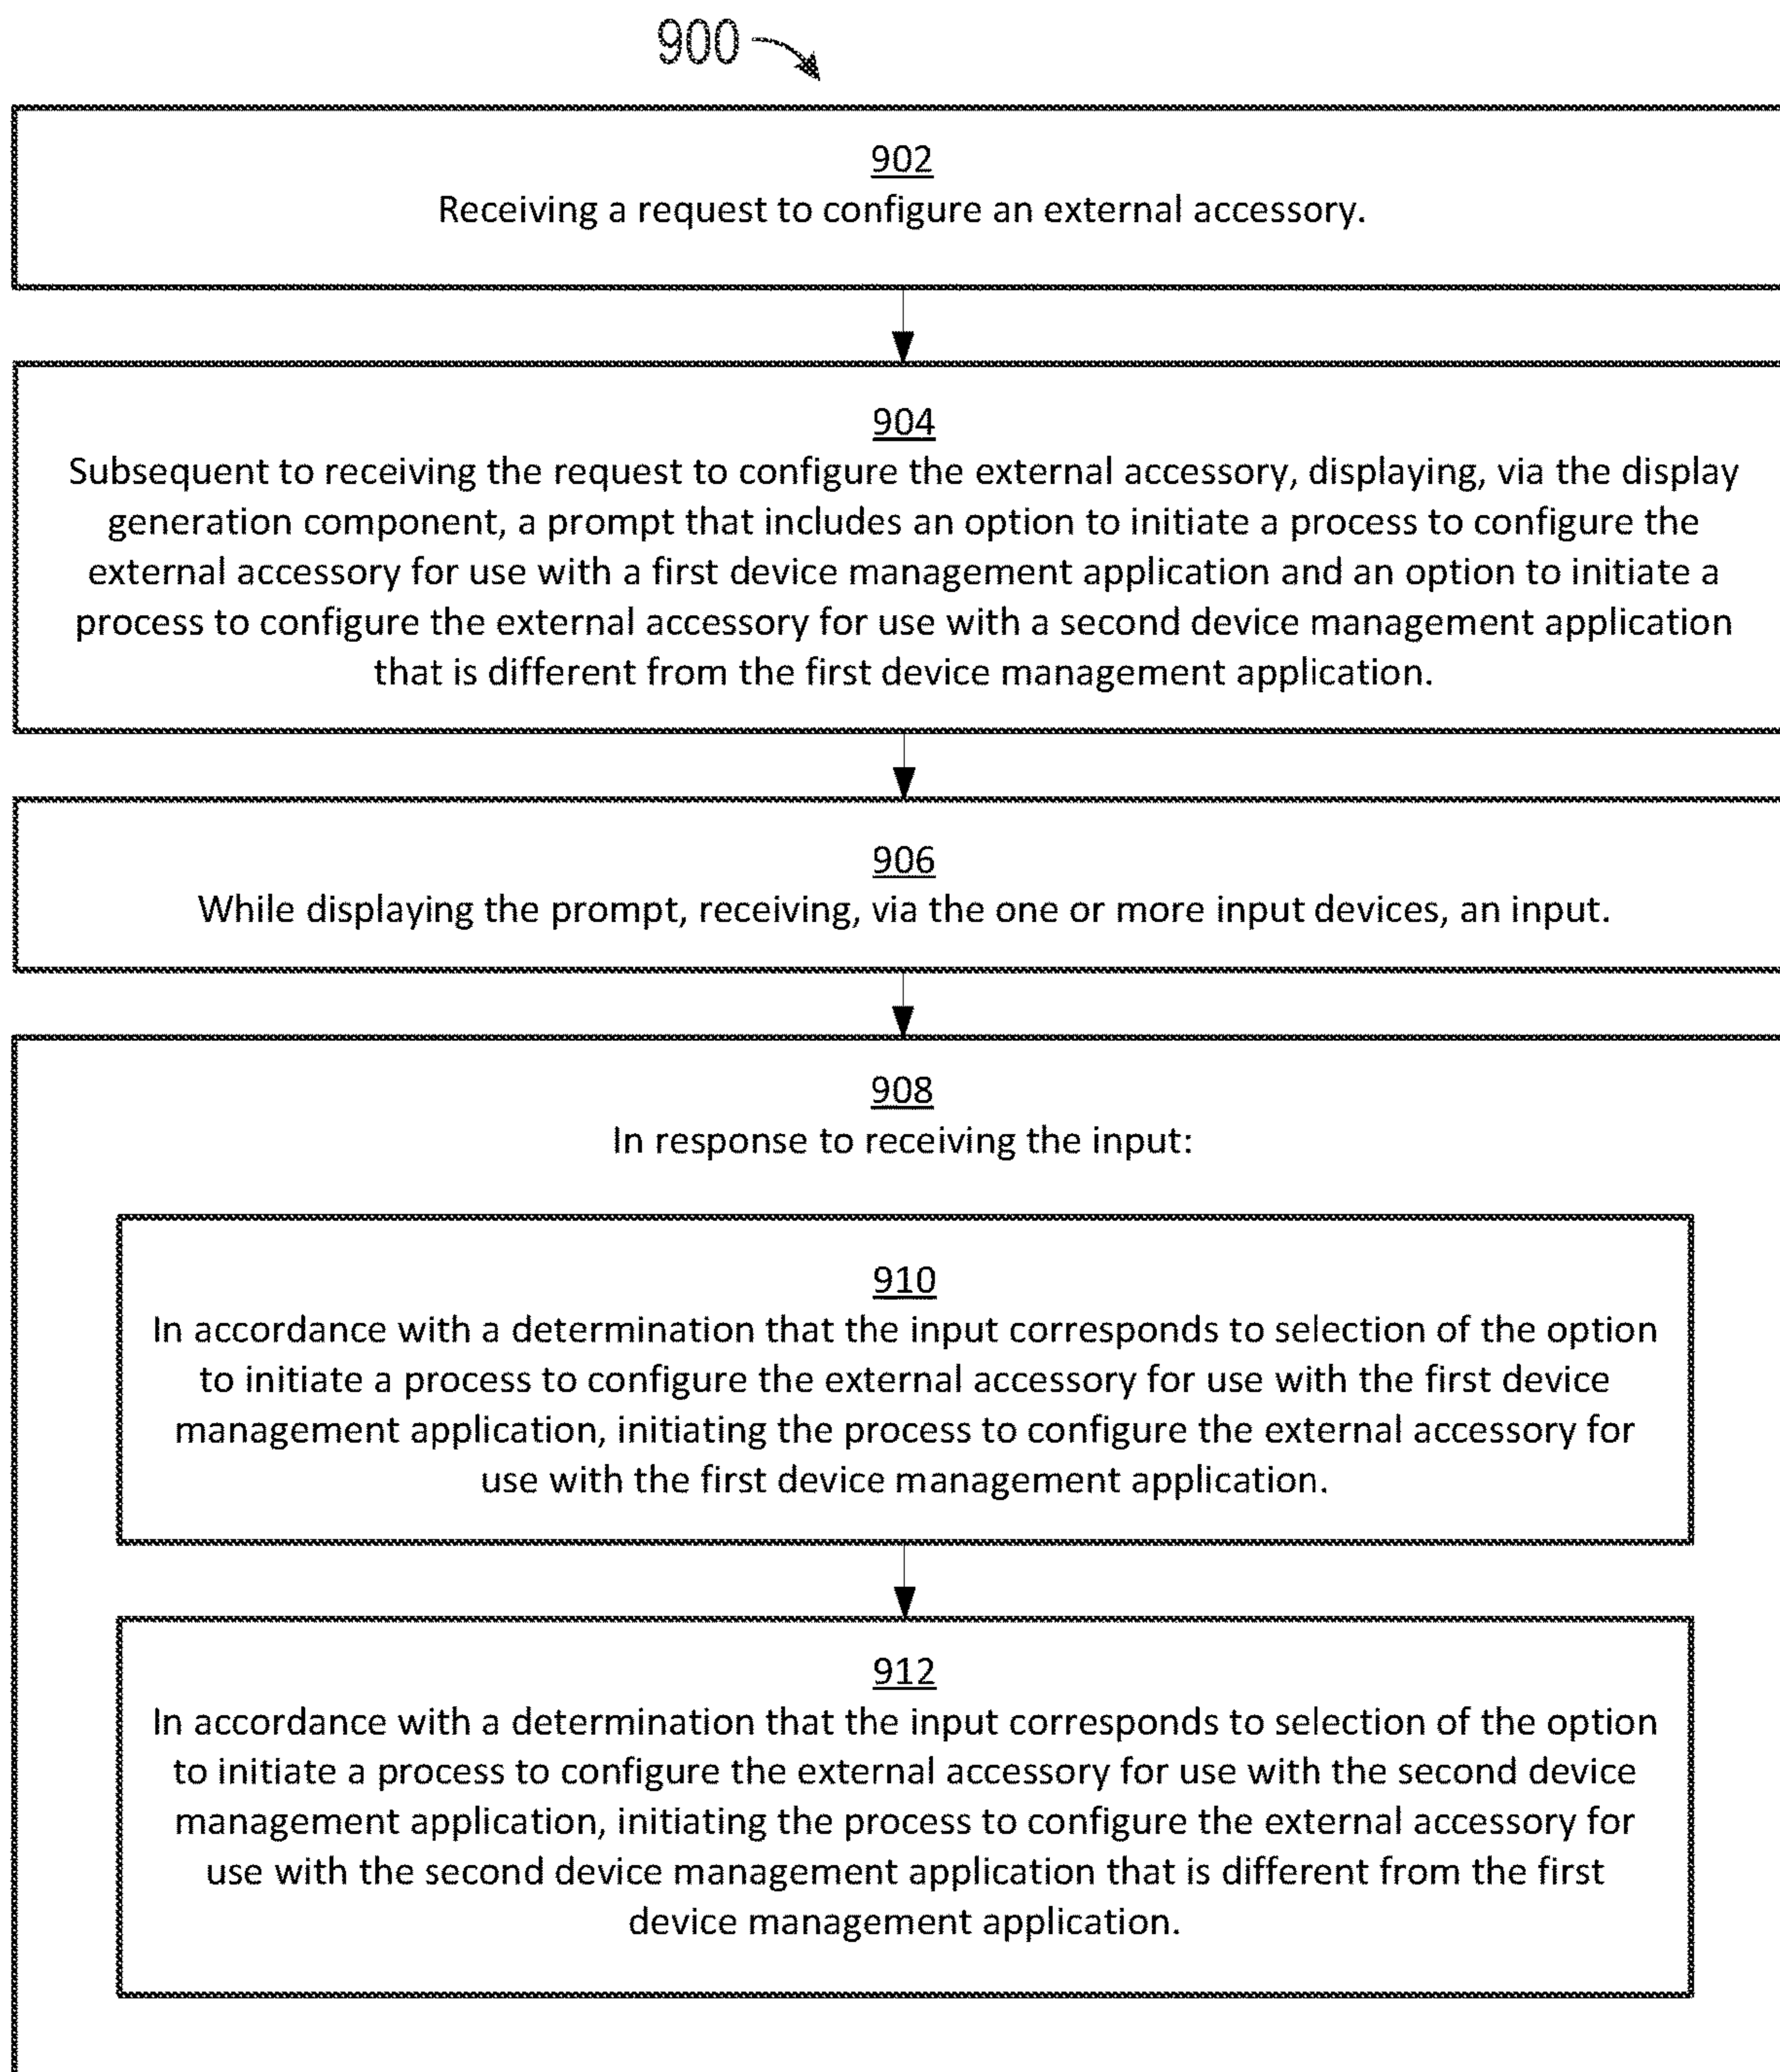 900
902
Receiving a request to configure an external accessory.
904
Subsequent to receiving the request to configure the external accessory, displaying, via the display
generation component, a prompt that includes an option to initiate a process to configure the
external accessory for use with a first device management application and an option to initiate a
process to configure the external accessory for use with a second device management application
that is different from the first device management application.
906
While displaying the prompt, receiving, via the one or more input devices, an input.
908
In response to receiving the input:
910
In accordance with a determination that the input corresponds to selection of the option
to initiate a process to configure the external accessory for use with the first device
management application, initiating the process to configure the external accessory for
use with the first device management application.
912
In accordance with a determination that the input corresponds to selection of the option
to initiate a process to configure the external accessory for use with the second device
management application, initiating the process to configure the external accessory for
use with the second device management application that is different from the first
device management application.